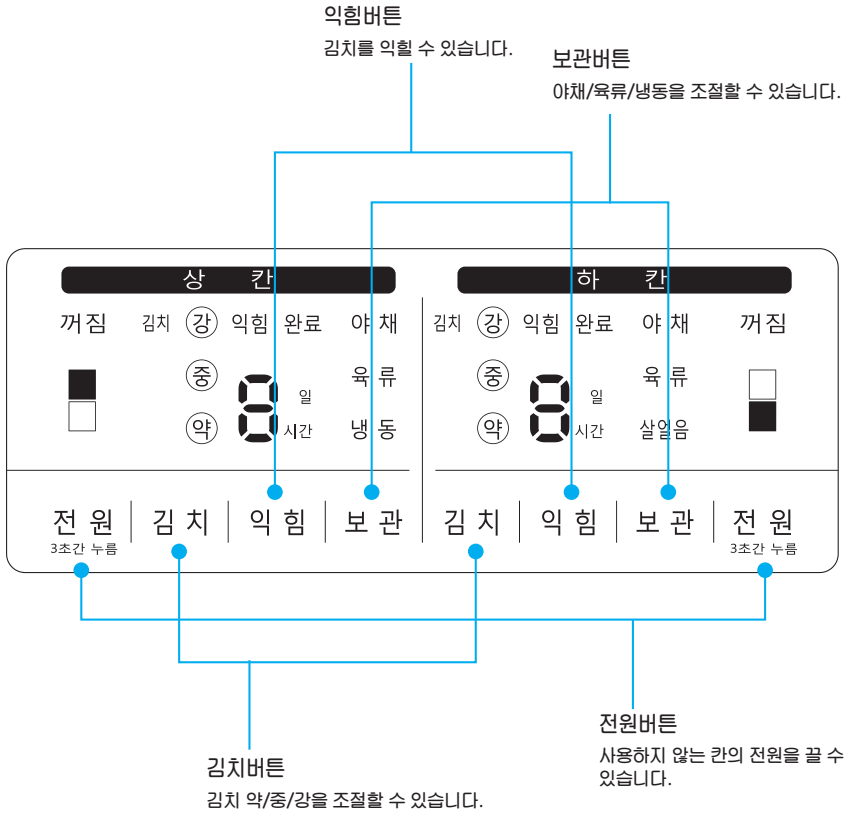 익힘버튼
김치를 익힐 수 있습니다.
보관버튼
야채/육류/냉동을 조절할 수 있습니다.
상 칸
하 칸
꺼짐 김치 강 익힘 완료 야채
김치 강 익힘 완료 야채 꺼짐
중 육류
중 육류
8 일
8 일
약 시간 냉동
약 시간 살얼음
전원 김치 익힘 보관 김치 익힘 보관 전원
3초간 누름
3초간 누름
전원버튼
사용하지 않는 칸의 전원을 끌 수
있습니다.
김치버튼
김치 약/중/강을 조절할 수 있습니다.